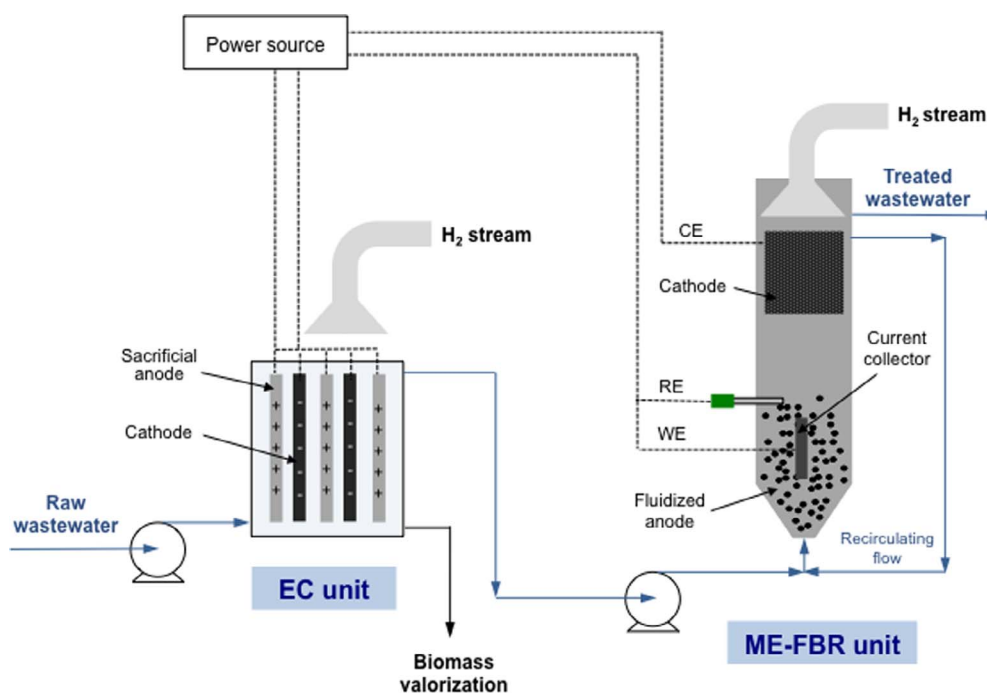 Power source
H₂ stream
Treated
wastewater
CE
H₂ stream
Cathode
Current
collector
Sacrificial
anode
RE
Cathode
WE
+ - + - +
+ - + - +
+ - + - +
+ - + - +
+ - + - +
Fluidized
anode
Raw
wastewater
Recirculating
flow
EC unit
ME-FBR unit
Biomass
valorization